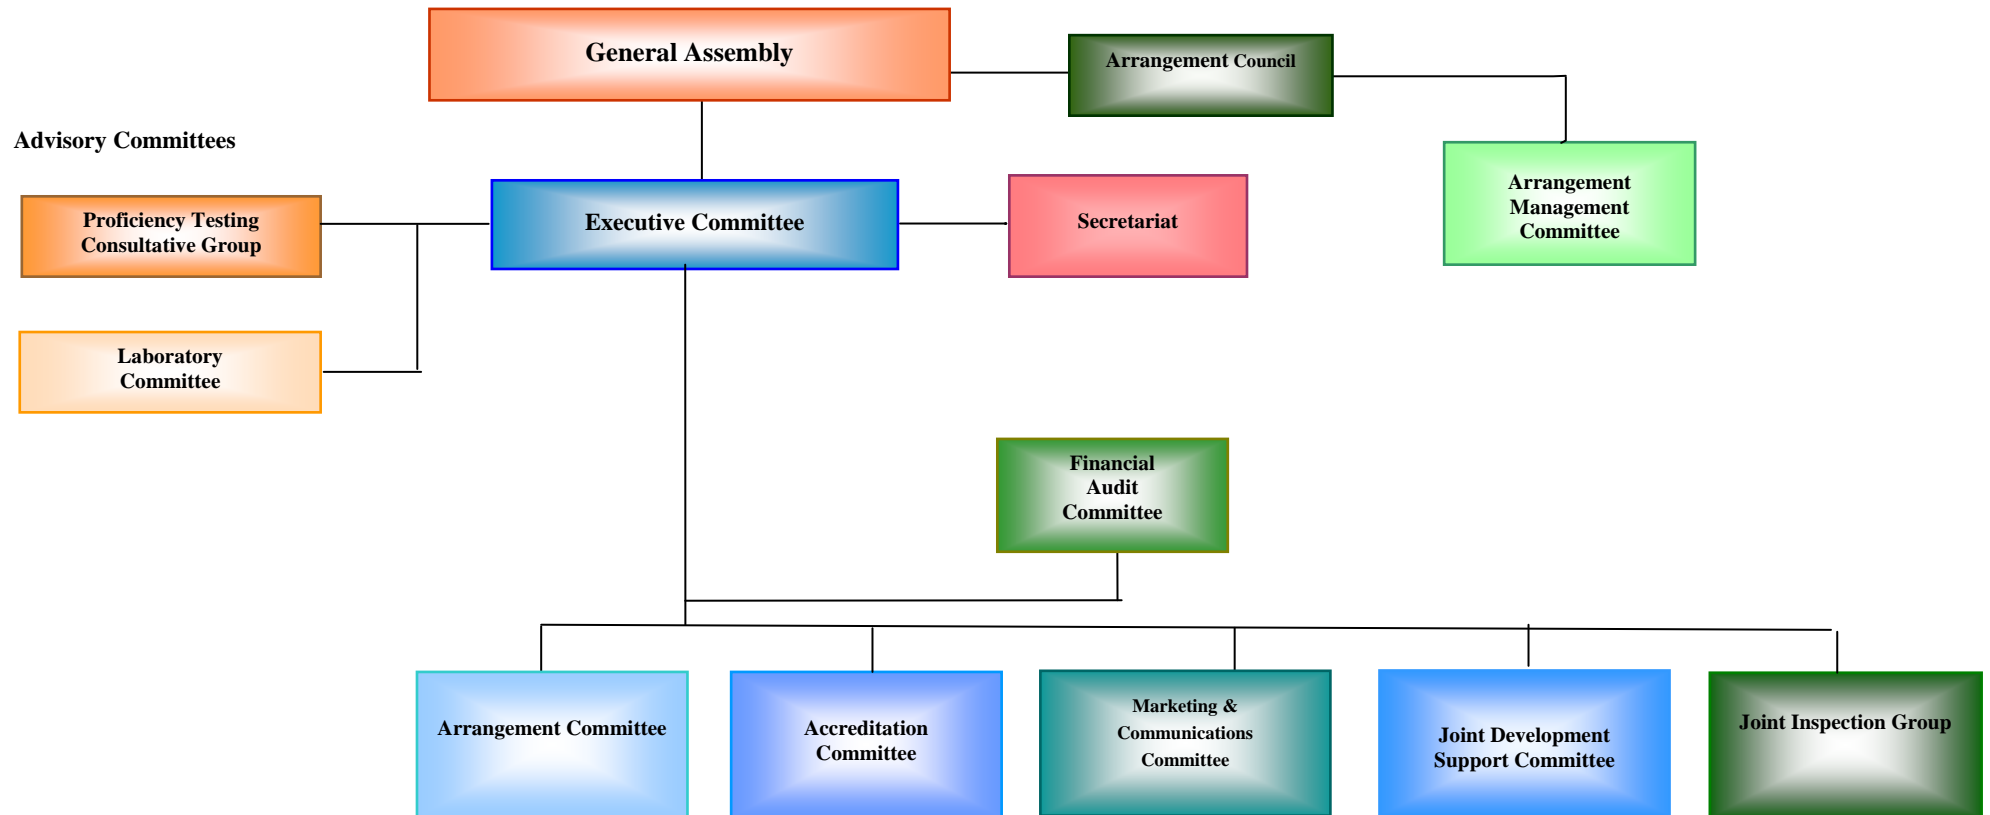 General Assembly
Arrangement Council
Advisory Committees
Proficiency Testing
Consultative Group
Executive Committee
Secretariat
Arrangement
Management
Committee
Laboratory
Committee
Financial
Audit
Committee
Arrangement Committee
Accreditation
Committee
Marketing &
Communications
Committee
Joint Development
Support Committee
Joint Inspection Group